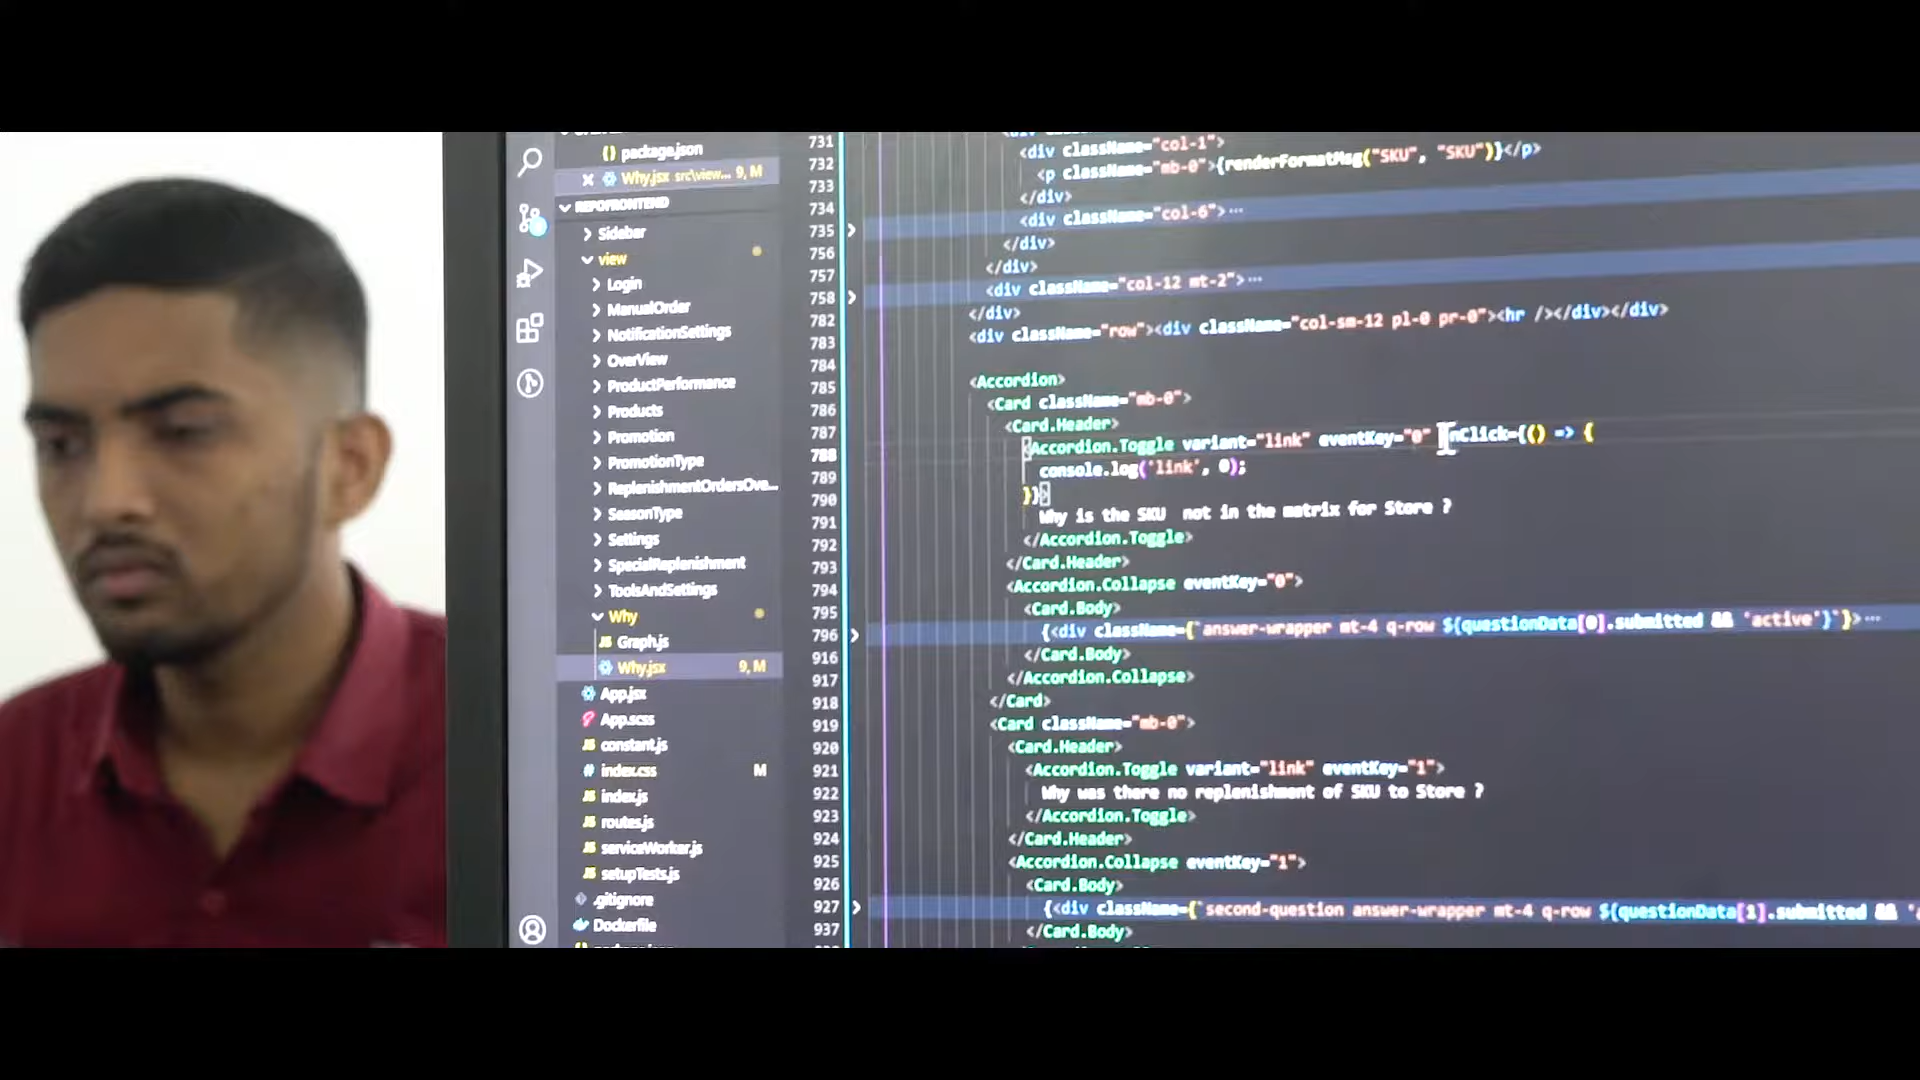 package.json
Why.jsx src\view... 9, M
REPOFRONTEND
Sidebar
view
Login
ManualOrder
NotificationSettings
OverView
ProductPerformance
Products
Promotion
PromotionType
ReplenishmentOrdersOve...
SeasonType
Settings
SpecialReplenishment
ToolsAndSettings
Why
Graph.js
Why.jsx 9, M
App.jsx
App.scss
constant.js
index.css M
index.js
routes.js
serviceWorker.js
setupTests.js
.gitignore
Dockerfile
731
732
733
734
735
756
757
758
782
783
784
785
786
787
788
789
790
791
792
793
794
795
796
916
917
918
919
920
921
922
923
924
925
926
927
937
<div className="col-1">
<p className="mb-0">{renderFormatMsg("SKU", "SKU")}</p>
</div>
<div className="col-6">...
</div>
</div>
<div className="col-12 mt-2">...
</div>
<div className="row"><div className="col-sm-12 pl-0 pr-0"><hr /></div></div>
<Accordion>
<Card className="mb-0">
<Card.Header>
<Accordion.Toggle variant="link" eventKey="0" onClick={() => {
console.log('link', 0);
}}>
Why is the SKU  not in the matrix for Store ?
</Accordion.Toggle>
</Card.Header>
<Accordion.Collapse eventKey="0">
<Card.Body>
{<div className={`answer-wrapper mt-4 q-row ${questionData[0].submitted && 'active'}`}>...
</Card.Body>
</Accordion.Collapse>
</Card>
<Card className="mb-0">
<Card.Header>
<Accordion.Toggle variant="link" eventKey="1">
Why was there no replenishment of SKU to Store ?
</Accordion.Toggle>
</Card.Header>
<Accordion.Collapse eventKey="1">
<Card.Body>
{<div className={`second-question answer-wrapper mt-4 q-row ${questionData[1].submitted &&
</Card.Body>